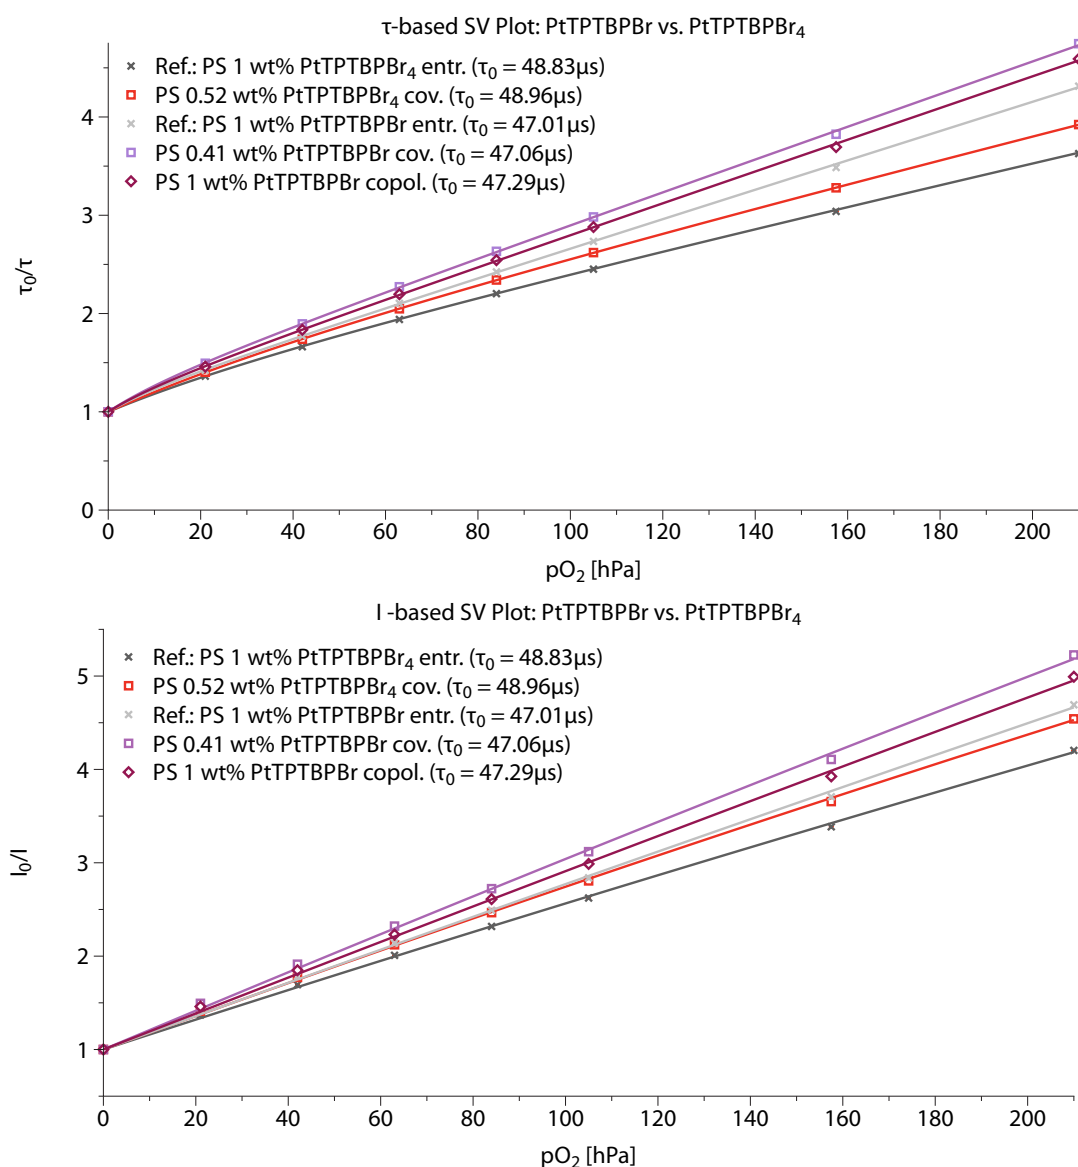 τ-based SV Plot: PtTPTBPBr vs. PtTPTBPBr₄
Ref.: PS 1 wt% PtTPTBPBr₄ entr. (τ₀ = 48.83μs)
PS 0.52 wt% PtTPTBPBr₄ cov. (τ₀ = 48.96μs)
Ref.: PS 1 wt% PtTPTBPBr entr. (τ₀ = 47.01μs)
PS 0.41 wt% PtTPTBPBr cov. (τ₀ = 47.06μs)
PS 1 wt% PtTPTBPBr copol. (τ₀ = 47.29μs)
4
3
2
1
0
τ₀/τ
0 20 40 60 80 100 120 140 160 180 200
pO₂ [hPa]
I -based SV Plot: PtTPTBPBr vs. PtTPTBPBr₄
Ref.: PS 1 wt% PtTPTBPBr₄ entr. (τ₀ = 48.83μs)
PS 0.52 wt% PtTPTBPBr₄ cov. (τ₀ = 48.96μs)
Ref.: PS 1 wt% PtTPTBPBr entr. (τ₀ = 47.01μs)
PS 0.41 wt% PtTPTBPBr cov. (τ₀ = 47.06μs)
PS 1 wt% PtTPTBPBr copol. (τ₀ = 47.29μs)
5
4
3
2
1
I₀/I
0 20 40 60 80 100 120 140 160 180 200
pO₂ [hPa]